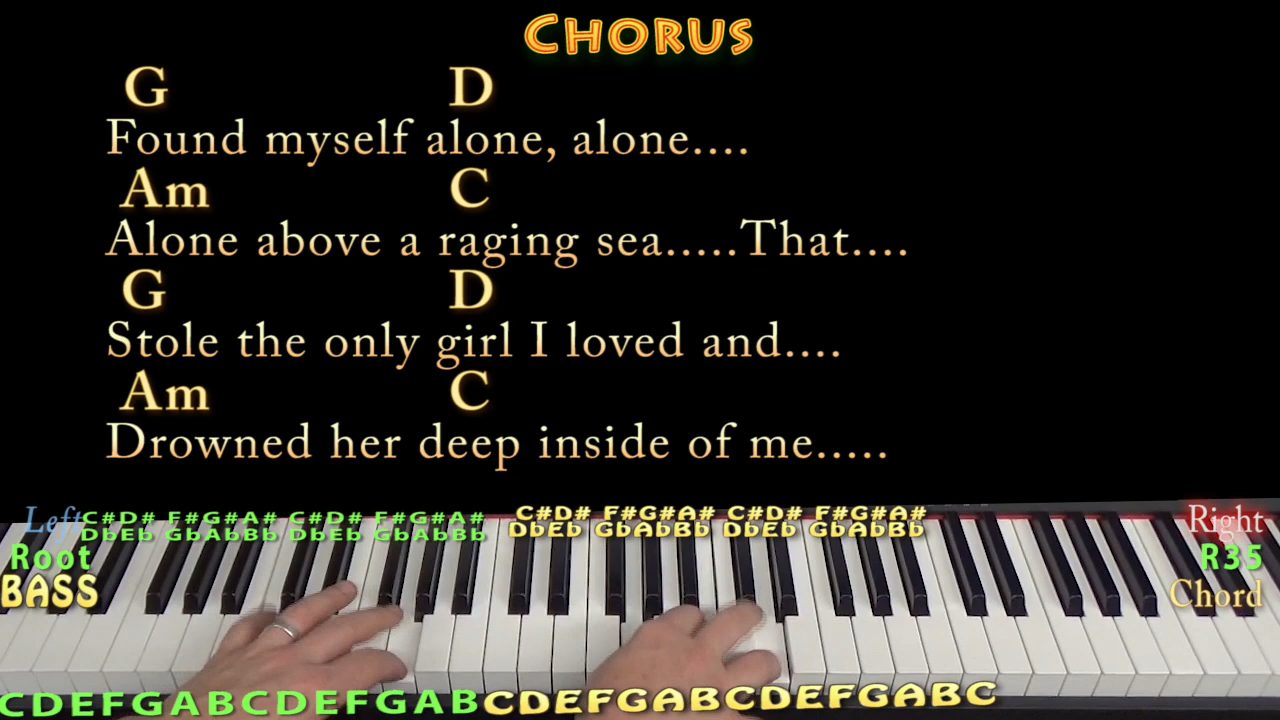 CHORUS
G D
Found myself alone, alone....
Am C
Alone above a raging sea.....That....
G D
Stole the only girl I loved and....
Am C
Drowned her deep inside of me.....
Left C#D# F#G#A# C#D# F#G#A# C#D# F#G#A# C#D# F#G#A# Right
DbEb GbAbBb DbEb GbAbBb DbEb GbAbBb DbEb GbAbBb
Root R35
BASS Chord
CDEFGABCDEFGABCDEFGABCDEFGABC